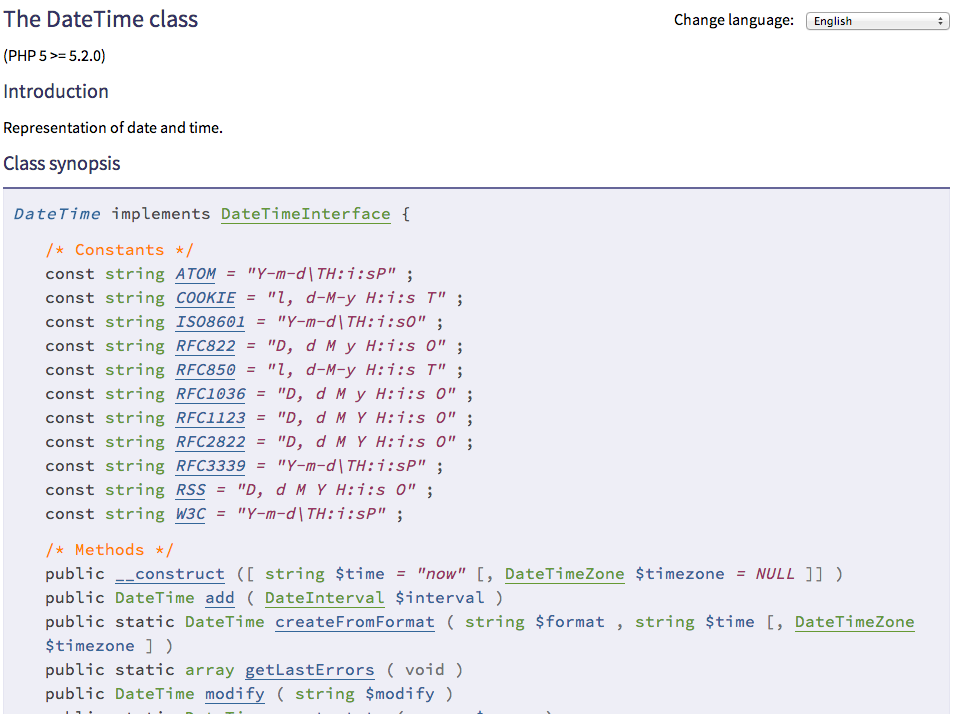 The DateTime class
Change language: English
(PHP 5 >= 5.2.0)
Introduction
Representation of date and time.
Class synopsis
DateTime implements DateTimeInterface {
/* Constants */
const string ATOM = "Y-m-d\TH:i:sP" ;
const string COOKIE = "l, d-M-y H:i:s T" ;
const string ISO8601 = "Y-m-d\TH:i:sO" ;
const string RFC822 = "D, d M y H:i:s O" ;
const string RFC850 = "l, d-M-y H:i:s T" ;
const string RFC1036 = "D, d M y H:i:s O" ;
const string RFC1123 = "D, d M Y H:i:s O" ;
const string RFC2822 = "D, d M Y H:i:s O" ;
const string RFC3339 = "Y-m-d\TH:i:sP" ;
const string RSS = "D, d M Y H:i:s O" ;
const string W3C = "Y-m-d\TH:i:sP" ;
/* Methods */
public __construct ([ string $time = "now" [, DateTimeZone $timezone = NULL ]] )
public DateTime add ( DateInterval $interval )
public static DateTime createFromFormat ( string $format , string $time [, DateTimeZone
$timezone ] )
public static array getLastErrors ( void )
public DateTime modify ( string $modify )